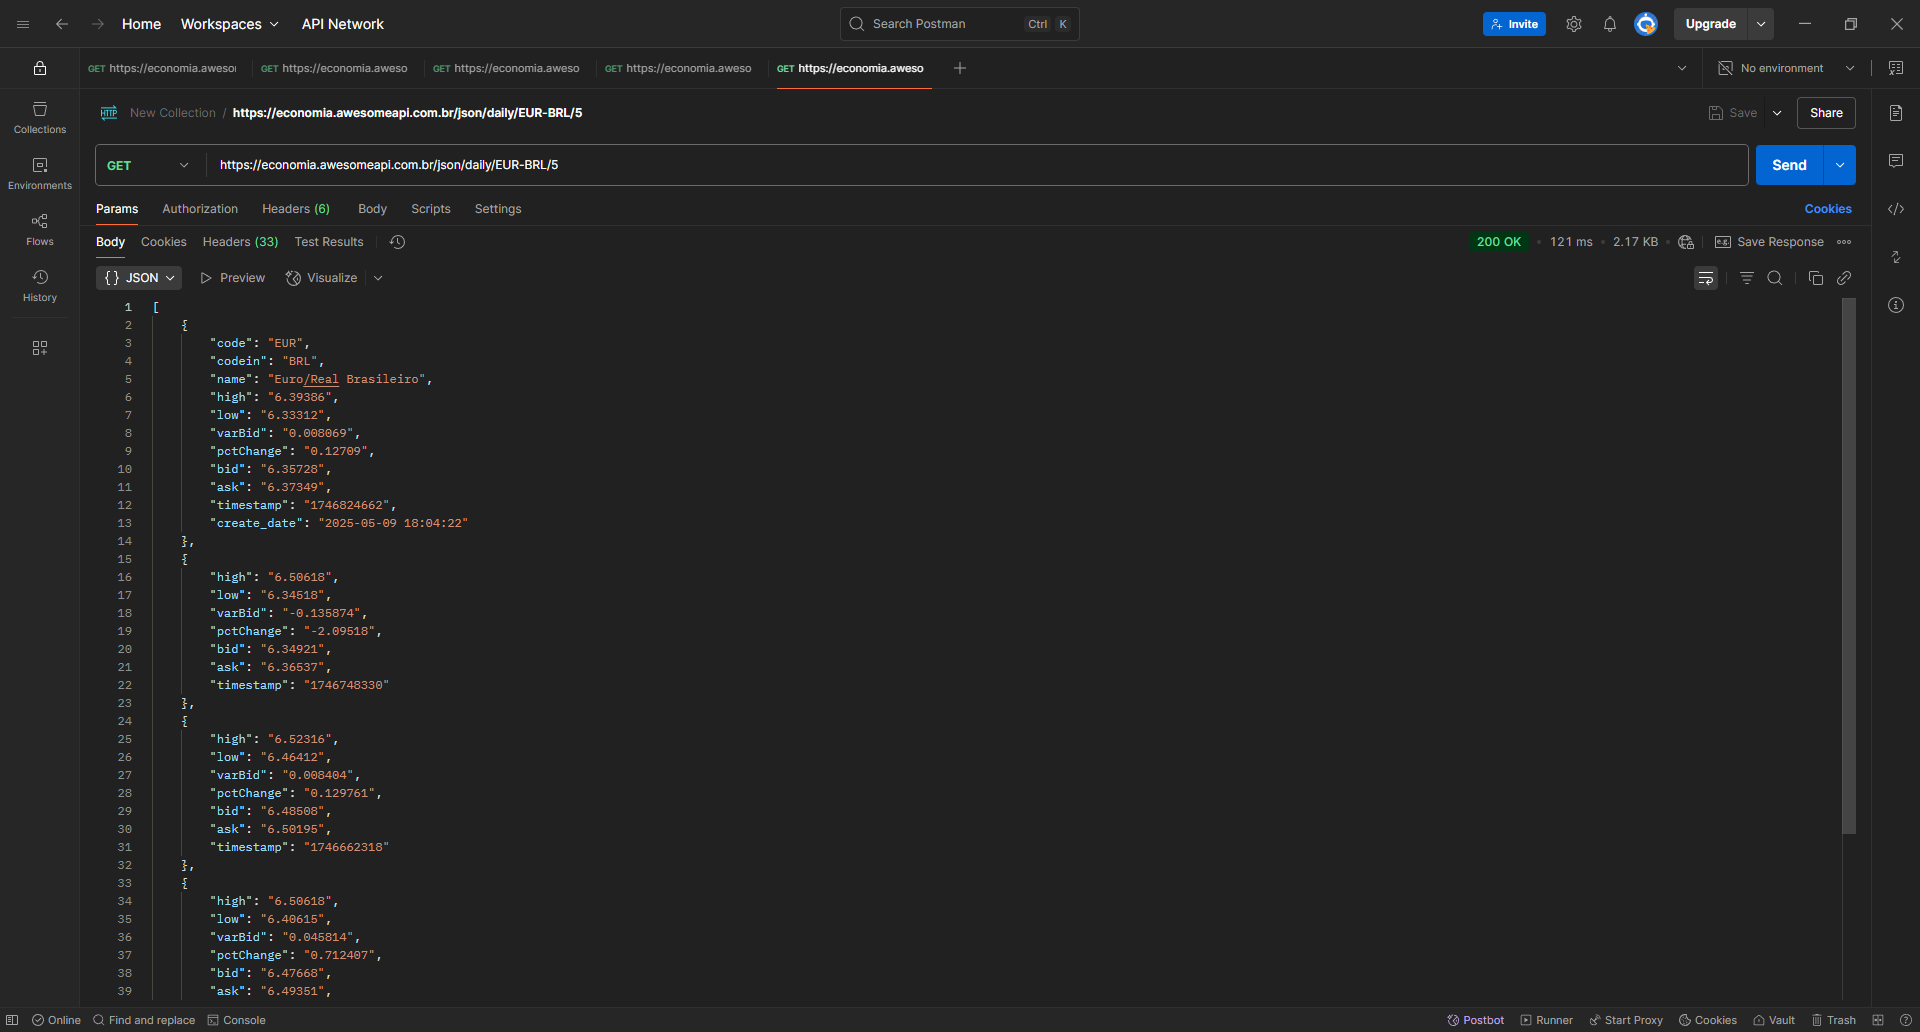 Home Workspaces API Network Search Postman Ctrl K Invite Upgrade
GET https://economia.aweso GET https://economia.aweso GET https://economia.aweso GET https://economia.aweso GET https://economia.aweso No environment
HTTP New Collection / https://economia.awesomeapi.com.br/json/daily/EUR-BRL/5 Save Share
GET https://economia.awesomeapi.com.br/json/daily/EUR-BRL/5 Send
Params Authorization Headers (6) Body Scripts Settings Cookies
Body Cookies Headers (33) Test Results 200 OK 121 ms 2.17 KB e.g. Save Response
{} JSON Preview Visualize
Collections
Environments
Flows
History
1 [
2 {
3 "code": "EUR",
4 "codein": "BRL",
5 "name": "Euro/Real Brasileiro",
6 "high": "6.39386",
7 "low": "6.33312",
8 "varBid": "0.008069",
9 "pctChange": "0.12709",
10 "bid": "6.35728",
11 "ask": "6.37349",
12 "timestamp": "1746824662",
13 "create_date": "2025-05-09 18:04:22"
14 },
15 {
16 "high": "6.50618",
17 "low": "6.34518",
18 "varBid": "-0.135874",
19 "pctChange": "-2.09518",
20 "bid": "6.34921",
21 "ask": "6.36537",
22 "timestamp": "1746748330"
23 },
24 {
25 "high": "6.52316",
26 "low": "6.46412",
27 "varBid": "0.008404",
28 "pctChange": "0.129761",
29 "bid": "6.48508",
30 "ask": "6.50195",
31 "timestamp": "1746662318"
32 },
33 {
34 "high": "6.50618",
35 "low": "6.40615",
36 "varBid": "0.045814",
37 "pctChange": "0.712407",
38 "bid": "6.47668",
39 "ask": "6.49351",
Online Find and replace Console Postbot Runner Start Proxy Cookies Vault Trash